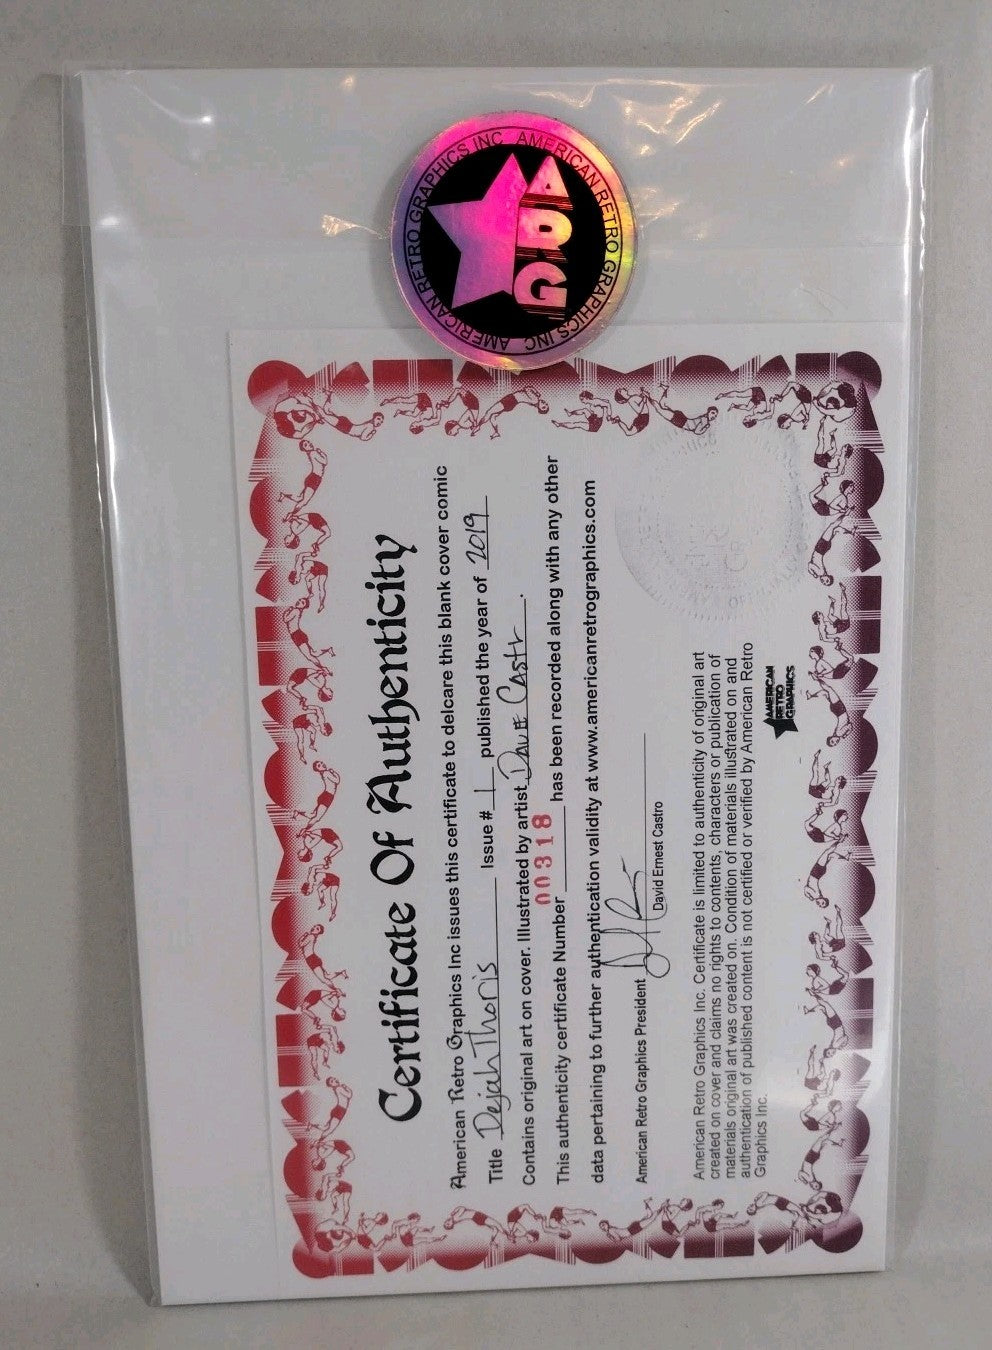 AMERICAN RETRO GRAPHICS INC AMERICAN RETRO GRAPHICS INC
ARG
Certificate Of Authenticity
American Retro Graphics Inc issues this certificate to delcare this blank cover comic
Title Dejah Thoris Issue # 1 published the year of 2019
Contains original art on cover. Illustrated by artist Dave Castr.
This authenticity certificate Number 00318 has been recorded along with any other
data pertaining to further authentication validity at www.americanretrographics.com
American Retro Graphics President
David Ernest Castro
American Retro Graphics Inc. Certificate is limited to authenticity of original art
created on cover and claims no rights to contents, characters or publication of
materials original art was created on. Condition of materials illustrated on and
authentication of published content is not certified or verified by American Retro
Graphics Inc.
AMERICAN
RETRO
GRAPHICS